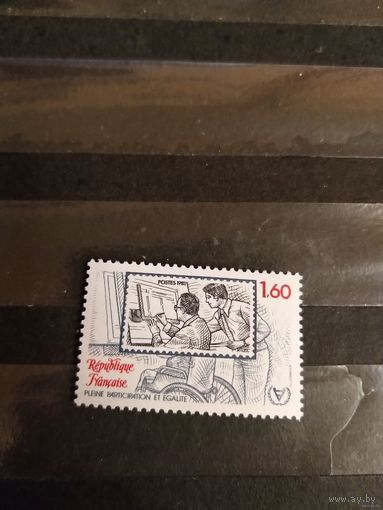 POSTES 1981
1,60
République
Française
PLEINE PARTICIPATION ET EGALITE
www.ay.by